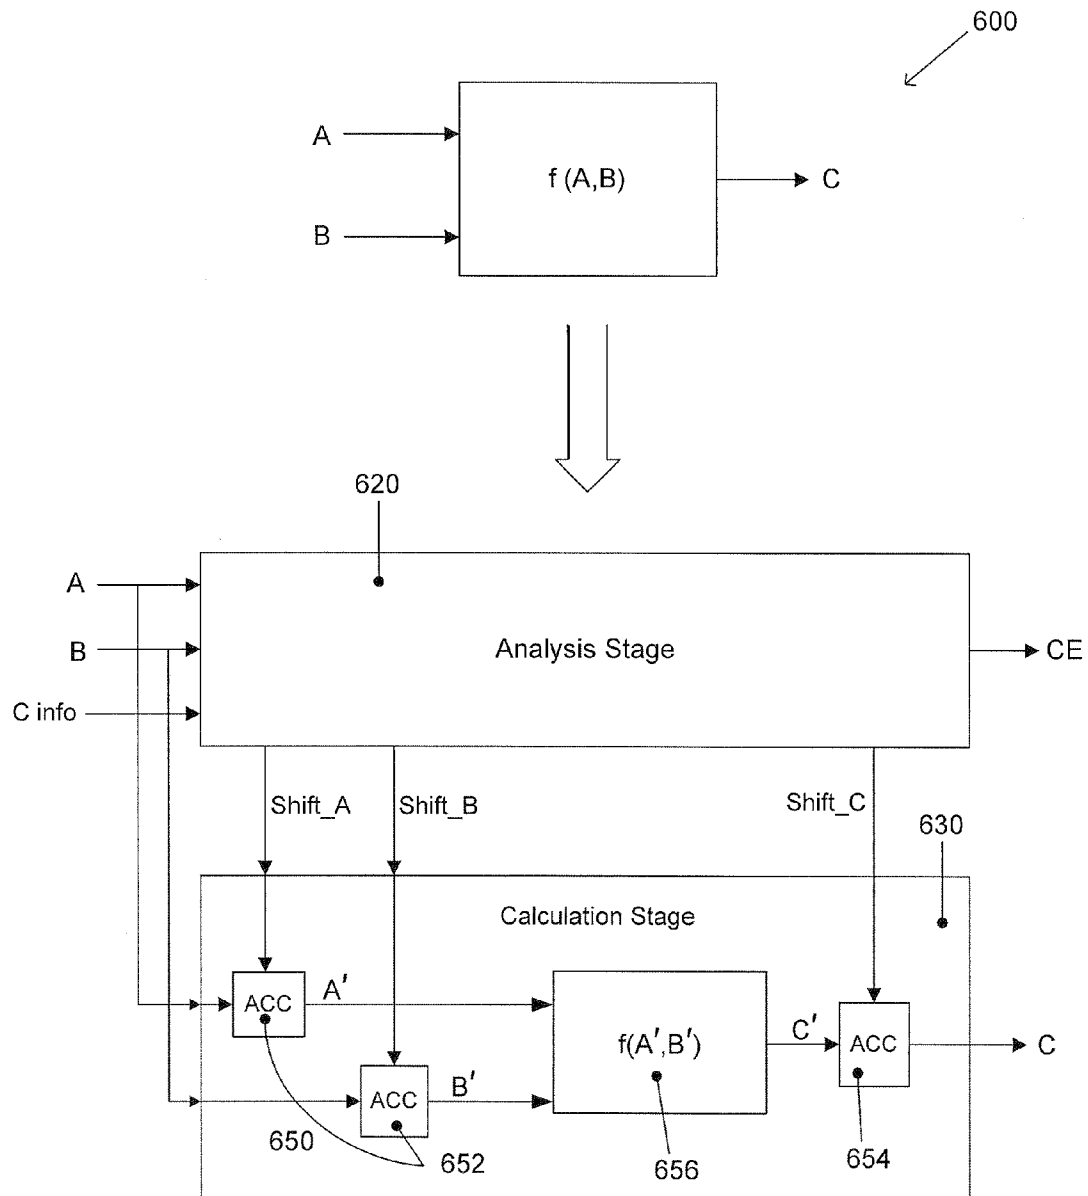 600
A
f (A,B)
C
B
620
A
B
Analysis Stage
CE
C info
Shift_A
Shift_B
Shift_C
630
Calculation Stage
ACC
A'
f(A',B')
C'
ACC
C
ACC
B'
650
652
656
654